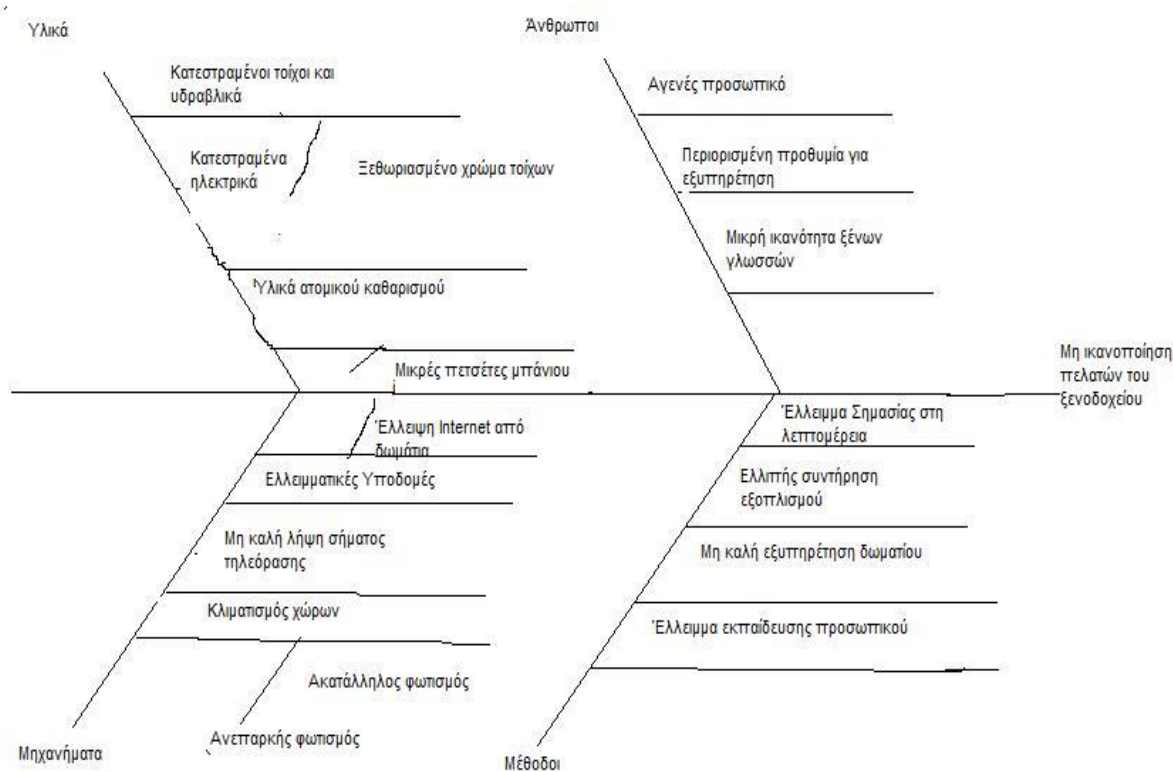 Υλικά
Άνθρωποι
Κατεστραμένοι τοίχοι και
υδραβλικά
Κατεστραμένα
ηλεκτρικά
Ξεθωριασμένο χρώμα τοίχων
Υλικά ατομικού καθαρισμού
Μικρές πετσέτες μπάνιου
Αγενές προσωπικό
Περιορισμένη προθυμία για
εξυπηρέτηση
Μικρή ικανότητα ξένων
γλωσσών
Μη ικανοποίηση
πελατών του
ξενοδοχείου
Έλλειψη Internet από
δωμάτια
Ελλειμματικές Υποδομές
Μη καλή λήψη σήματος
τηλεόρασης
Κλιματισμός χώρων
Ακατάλληλος φωτισμός
Ανεπαρκής φωτισμός
Μηχανήματα
Έλλειμμα Σημασίας στη
λεπτομέρεια
Ελλιπής συντήρηση
εξοπλισμού
Μη καλή εξυπηρέτηση δωματίου
Έλλειμμα εκπαίδευσης προσωπικού
Μέθοδοι